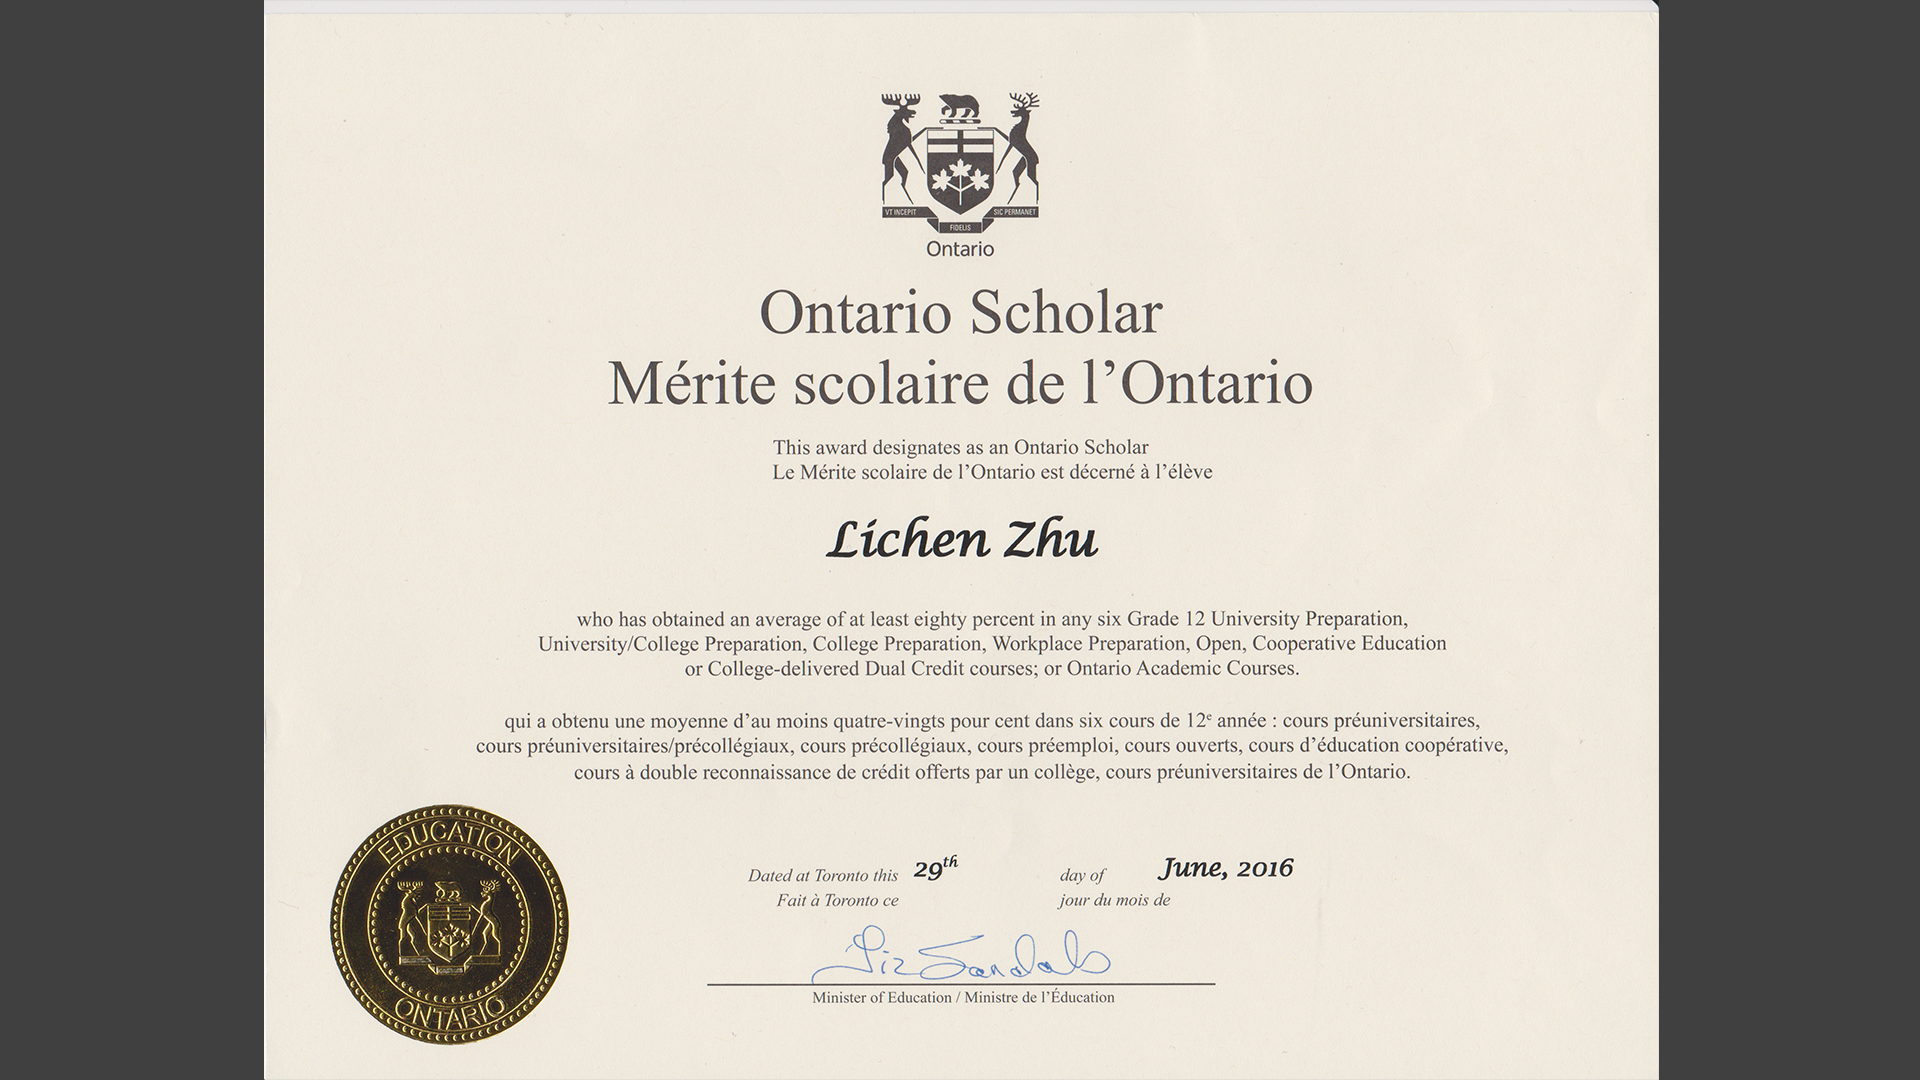 VT INCEPIT
SIC PERMANET
FIDELIS
Ontario
Ontario Scholar
Mérite scolaire de l’Ontario
This award designates as an Ontario Scholar
Le Mérite scolaire de l’Ontario est décerné à l’élève
Lichen Zhu
who has obtained an average of at least eighty percent in any six Grade 12 University Preparation,
University/College Preparation, College Preparation, Workplace Preparation, Open, Cooperative Education
or College-delivered Dual Credit courses; or Ontario Academic Courses.
qui a obtenu une moyenne d’au moins quatre-vingts pour cent dans six cours de 12e année : cours préuniversitaires,
cours préuniversitaires/précollégiaux, cours précollégiaux, cours préemploi, cours ouverts, cours d’éducation coopérative,
cours à double reconnaissance de crédit offerts par un collège, cours préuniversitaires de l’Ontario.
EDUCATION
ONTARIO
Dated at Toronto this 29th day of June, 2016
Fait à Toronto ce jour du mois de
Liz Sandals
Minister of Education / Ministre de l’Éducation